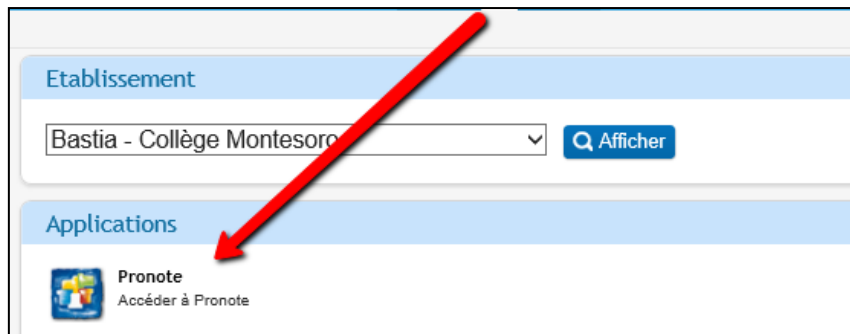 Etablissement
Bastia - Collège Montesoro
Afficher
Applications
Pronote
Accéder à Pronote